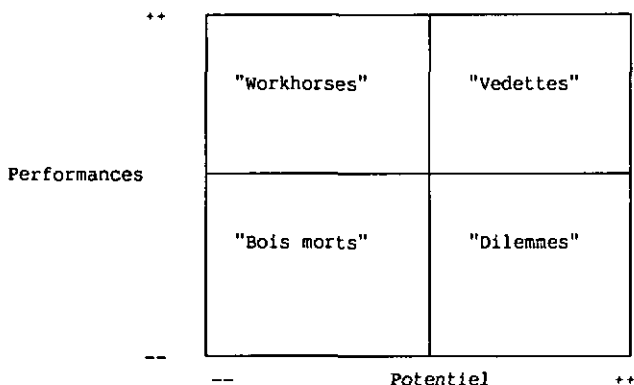 ++
"Workhorses" "Vedettes"
Performances
"Bois morts" "Dilemmes"
--
-- Potentiel ++